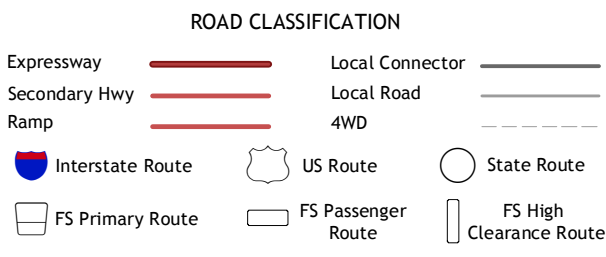 ROAD CLASSIFICATION
Expressway
Local Connector
Secondary Hwy
Local Road
Ramp
4WD
Interstate Route
US Route
State Route
FS Primary Route
FS Passenger
Route
FS High
Clearance Route